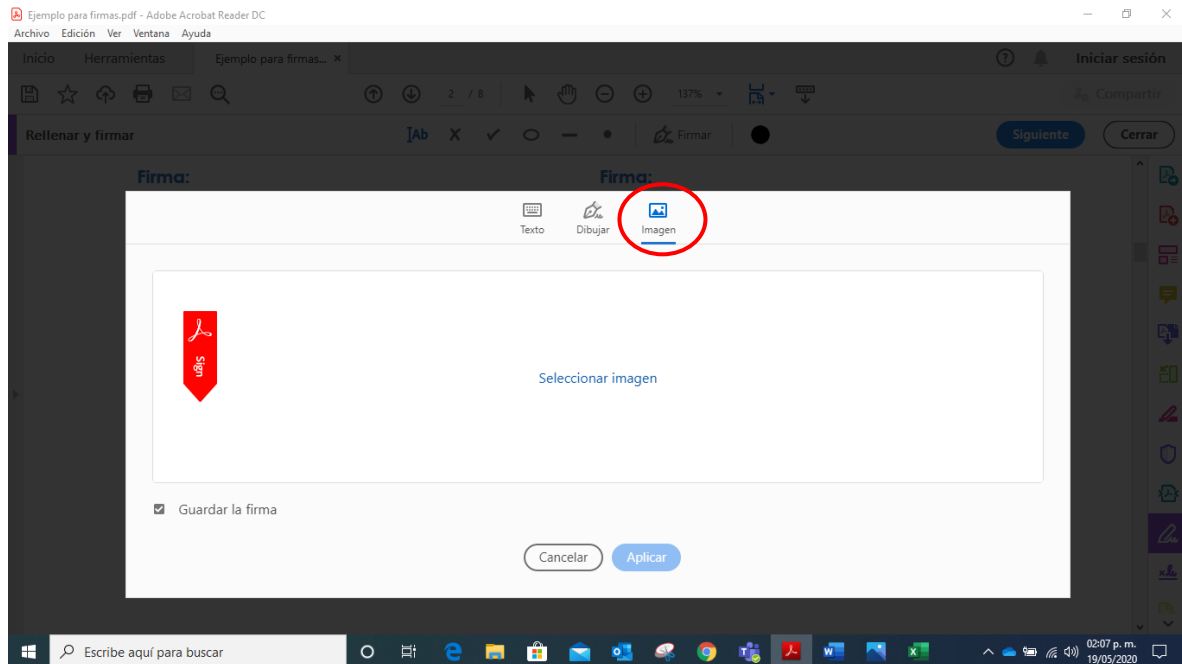 Ejemplo para firmas.pdf - Adobe Acrobat Reader DC
Archivo Edición Ver Ventana Ayuda
Inicio Herramientas Ejemplo para firmas... × ? Iniciar sesión
2 / 8 137% Compartir
Rellenar y firmar Ab Firmar Siguiente Cerrar
Firma: Firma:
Texto Dibujar Imagen
Sign
Seleccionar imagen
Guardar la firma
Cancelar Aplicar
Escribe aquí para buscar 02:07 p. m.
19/05/2020